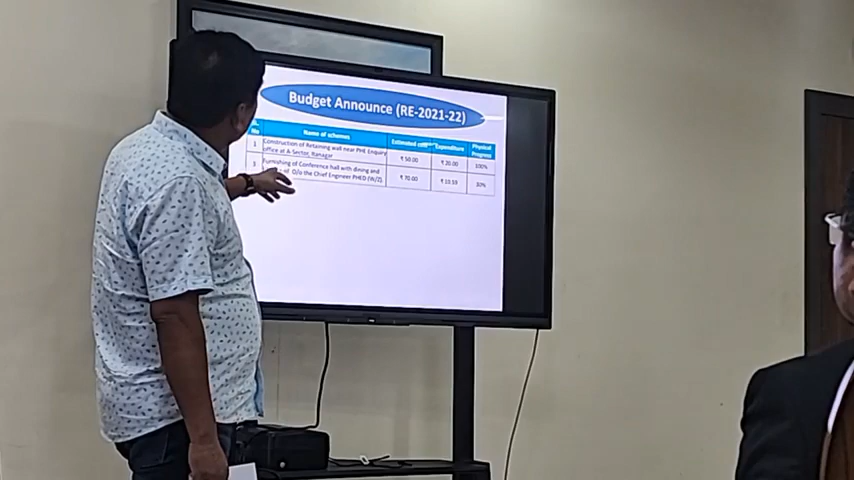 Budget Announce (RE-2021-22)
No Name of schemes Estimated Expenditure Physical Progress
1 Construction of Retaining wall near PHE Enquiry office at A-Sector, Itanagar ₹ 50.00 ₹ 20.00 100%
3 Furnishing of Conference hall with dining and of O/o the Chief Engineer PHED (W/Z) ₹ 70.00 ₹ 10.59